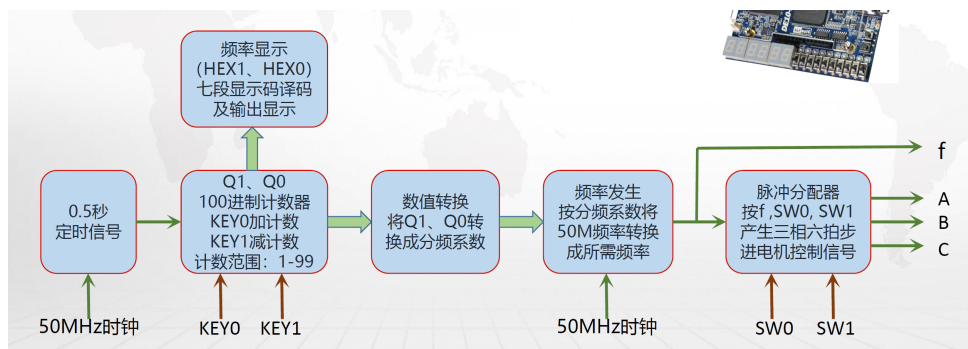 频率显示
(HEX1、HEX0)
七段显示码译码
及输出显示
0.5秒
定时信号
Q1、Q0
100进制计数器
KEY0加计数
KEY1减计数
计数范围：1-99
数值转换
将Q1、Q0转
换成分频系数
频率发生
按分频系数将
50M频率转换
成所需频率
脉冲分配器
按f ,SW0, SW1
产生三相六拍步
进电机控制信号
f
A
B
C
50MHz时钟
KEY0
KEY1
50MHz时钟
SW0
SW1